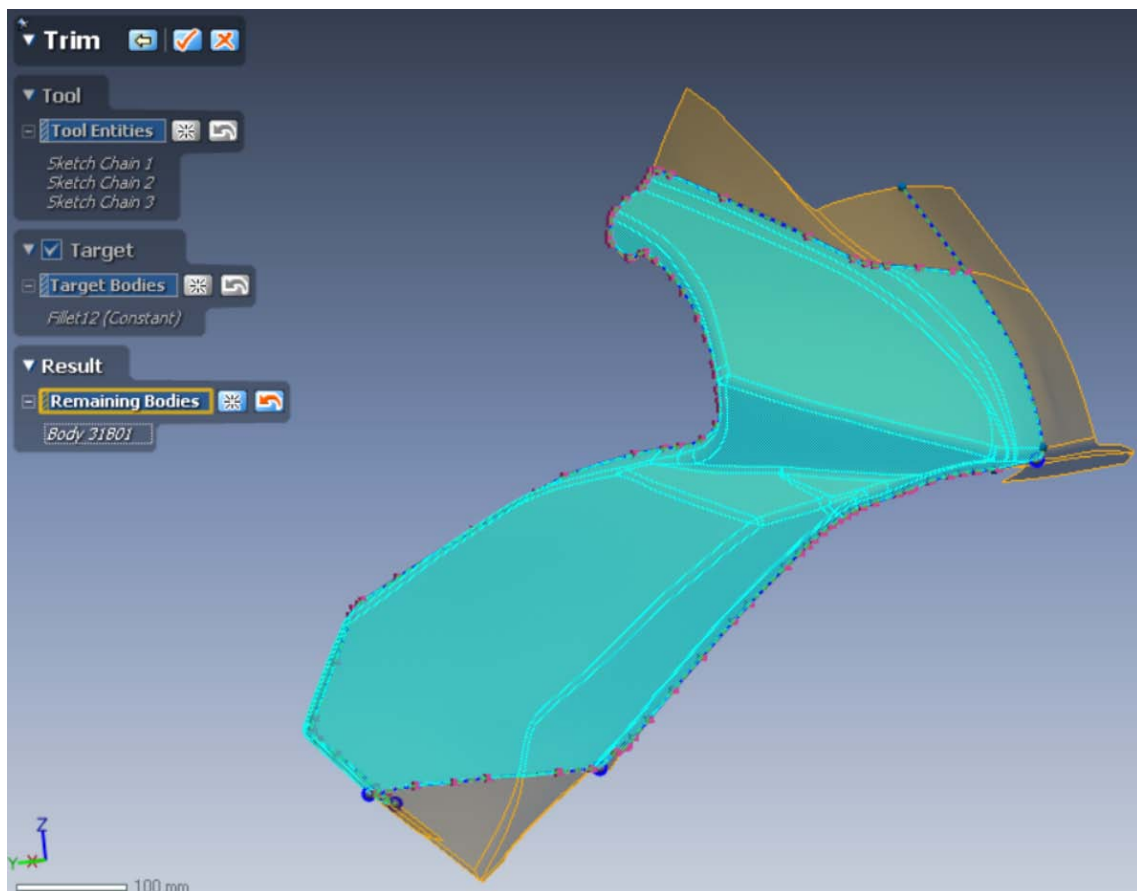 Trim
Tool
Tool Entities
Sketch Chain 1
Sketch Chain 2
Sketch Chain 3
Target
Target Bodies
Fillet12 (Constant)
Result
Remaining Bodies
Body 31801
Z
Y X
100 mm